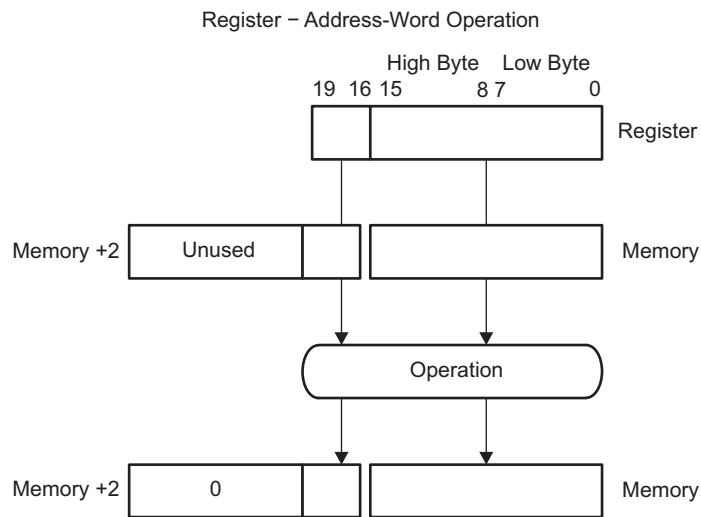 Register − Address-Word Operation
High Byte Low Byte
19 16 15 8 7 0
Register
Memory +2 Unused Memory
Operation
Memory +2 0 Memory